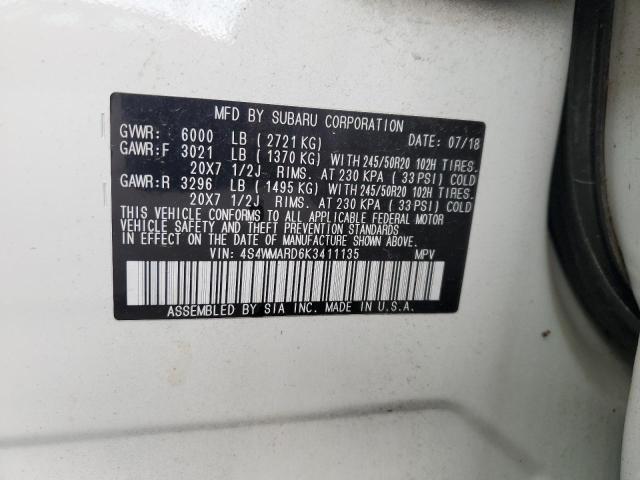 MFD BY SUBARU CORPORATION
GVWR: 6000 LB (2721 KG) DATE: 07/18
GAWR:F 3021 LB (1370 KG) WITH 245/50R20 102H TIRES.
20X7 1/2J RIMS. AT 230 KPA (33 PSI) COLD
GAWR:R 3296 LB (1495 KG) WITH 245/50R20 102H TIRES.
20X7 1/2J RIMS. AT 230 KPA (33 PSI) COLD
THIS VEHICLE CONFORMS TO ALL APPLICABLE FEDERAL MOTOR
VEHICLE SAFETY AND THEFT PREVENTION STANDARDS
IN EFFECT ON THE DATE OF MANUFACTURE SHOWN ABOVE.
VIN: 4S4WMARD6K3411135 MPV
ASSEMBLED BY SIA INC. MADE IN U.S.A.